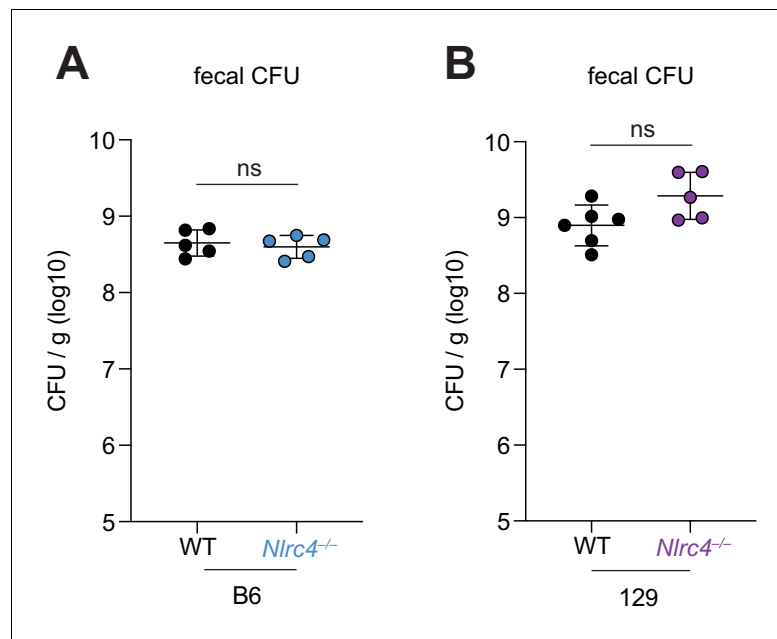 A
fecal CFU
CFU / g (log10)
10
9
8
7
6
5
ns
WT
Nlrc4–/–
B6
B
fecal CFU
CFU / g (log10)
10
9
8
7
6
5
ns
WT
Nlrc4–/–
129